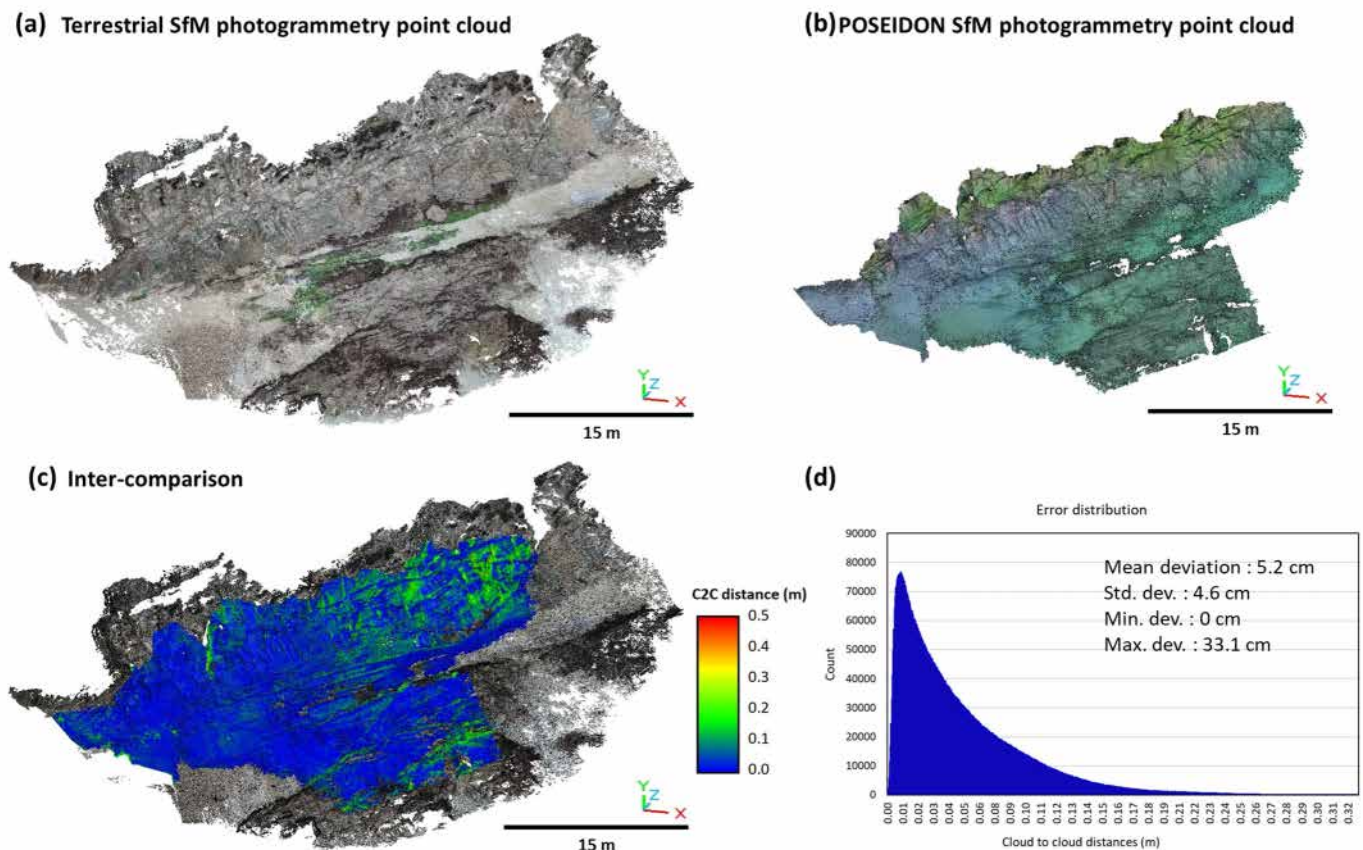 (a) Terrestrial SfM photogrammetry point cloud
(b) POSEIDON SfM photogrammetry point cloud
Y
Z
X
15 m
Y
Z
X
15 m
(c) Inter-comparison
C2C distance (m)
0.5
0.4
0.3
0.2
0.1
0.0
Y
Z
X
15 m
(d)
Error distribution
Mean deviation : 5.2 cm
Std. dev. : 4.6 cm
Min. dev. : 0 cm
Max. dev. : 33.1 cm
Count
90000
80000
70000
60000
50000
40000
30000
20000
10000
0
0.00 0.01 0.02 0.03 0.04 0.05 0.06 0.07 0.08 0.09 0.10 0.11 0.12 0.13 0.14 0.15 0.16 0.17 0.18 0.19 0.20 0.21 0.22 0.23 0.24 0.25 0.26 0.27 0.28 0.29 0.30 0.31 0.32
Cloud to cloud distances (m)